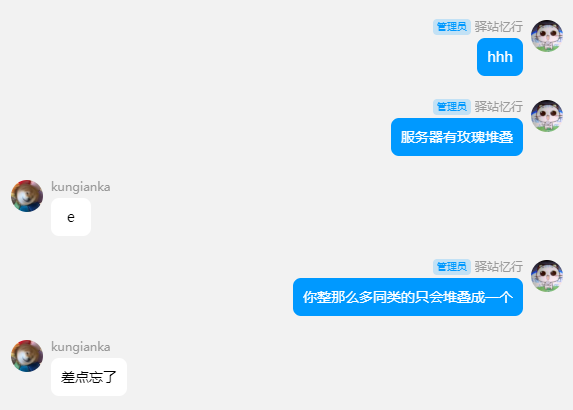 管理员 驿站忆行
hhh
管理员 驿站忆行
服务器有玫瑰堆叠
kungianka
e
管理员 驿站忆行
你整那么多同类的只会堆叠成一个
kungianka
差点忘了